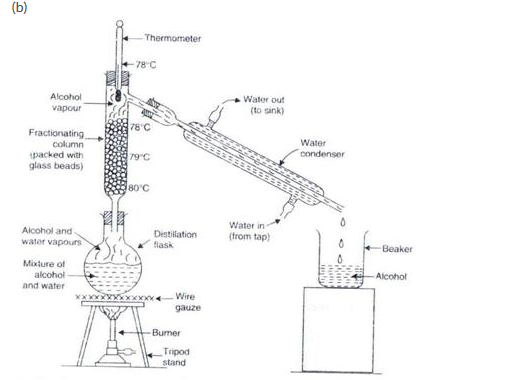 (b)
Thermometer
78°C
Alcohol
vapour
Water out
(to sink)
Fractionating
column
(packed with
glass beads)
78°C
79°C
80°C
Water
condenser
Water in
(from tap)
Alcohol and
water vapours
Distillation
flask
Mixture of
alcohol
and water
Beaker
Alcohol
Wire
gauze
Burner
Tripod
stand